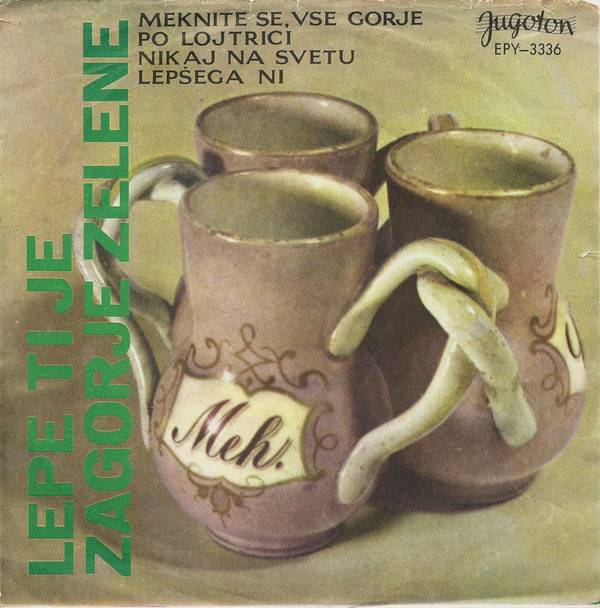 MEKNITE SE, VSE GORJE
PO LOJTRICI
NIKAJ NA SVETU
LEPŠEGA NI
Jugoton
EPY–3336
LEPE TI JE
ZAGORJE ZELENE
Meh.